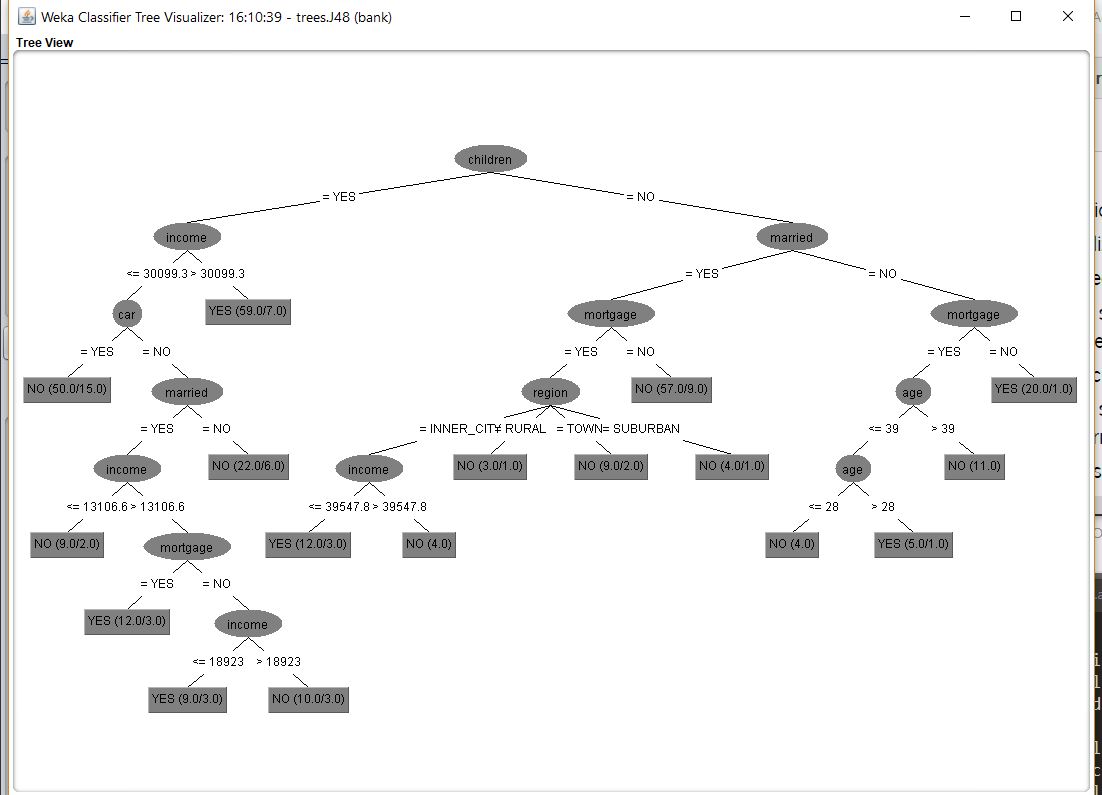 Weka Classifier Tree Visualizer: 16:10:39 - trees.J48 (bank)
Tree View
children
= YES = NO
income married
<= 30099.3 > 30099.3 = YES = NO
car YES (59.0/7.0) mortgage mortgage
= YES = NO = YES = NO = YES = NO
NO (50.0/15.0) married region NO (57.0/9.0) age YES (20.0/1.0)
= YES = NO = INNER_CITY RURAL = TOWN = SUBURBAN <= 39 > 39
income NO (22.0/6.0) income NO (3.0/1.0) NO (9.0/2.0) NO (4.0/1.0) age NO (11.0)
<= 13106.6 > 13106.6 <= 39547.8 > 39547.8 <= 28 > 28
NO (9.0/2.0) mortgage YES (12.0/3.0) NO (4.0) NO (4.0) YES (5.0/1.0)
= YES = NO
YES (12.0/3.0) income
<= 18923 > 18923
YES (9.0/3.0) NO (10.0/3.0)